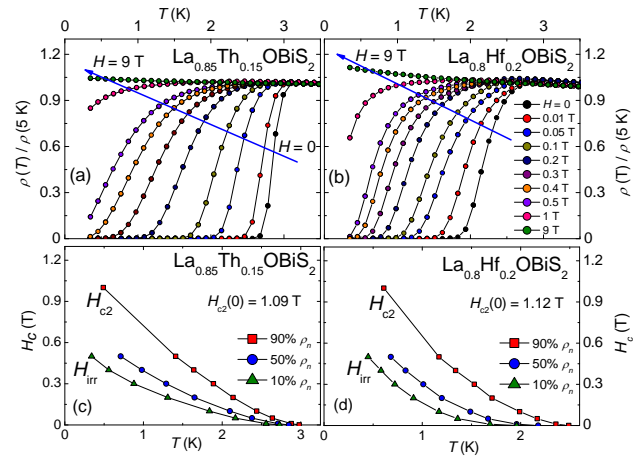 T (K)
T (K)
0 1 2 3
0 1 2 3
H = 9 T
La0.85Th0.15OBiS2
H = 9 T
La0.8Hf0.2OBiS2
ρ (T) / ρ (5 K)
1.2
0.9
0.6
0.3
0.0
H = 0
(a)
H = 0
0.01 T
0.05 T
0.1 T
0.2 T
0.3 T
0.4 T
0.5 T
1 T
9 T
(b)
1.2
0.9
0.6
0.3
0
ρ (T) / ρ (5 K)
La0.85Th0.15OBiS2
La0.8Hf0.2OBiS2
Hc (T)
1.2
0.9
0.6
0.3
0.0
Hc2
Hc2(0) = 1.09 T
90% ρn
50% ρn
10% ρn
Hirr
(c)
Hc2
Hc2(0) = 1.12 T
90% ρn
50% ρn
10% ρn
Hirr
(d)
1.2
0.9
0.6
0.3
0
Hc (T)
0 1 2 3
0 1 2
T (K)
T (K)